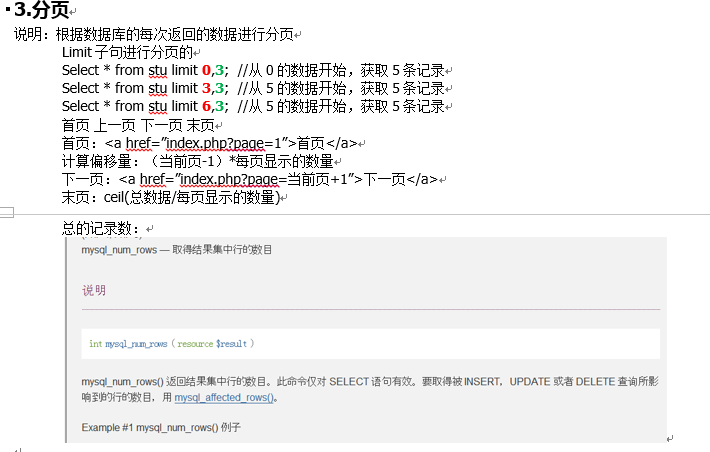 3.分页
说明：根据数据库的每次返回的数据进行分页
Limit 子句进行分页的
Select * from stu limit 0,3;  //从 0 的数据开始，获取 5 条记录
Select * from stu limit 3,3;  //从 5 的数据开始，获取 5 条记录
Select * from stu limit 6,3;  //从 5 的数据开始，获取 5 条记录
首页 上一页 下一页 末页
首页：<a href=”index.php?page=1”>首页</a>
计算偏移量：（当前页-1）*每页显示的数量
下一页：<a href=”index.php?page=当前页+1”>下一页</a>
末页：ceil(总数据/每页显示的数量)
总的记录数：
mysql_num_rows — 取得结果集中行的数目
说明
int mysql_num_rows ( resource $result )
mysql_num_rows() 返回结果集中行的数目。此命令仅对 SELECT 语句有效。要取得被 INSERT，UPDATE 或者 DELETE 查询所影
响到的行的数目，用 mysql_affected_rows()。
Example #1 mysql_num_rows() 例子